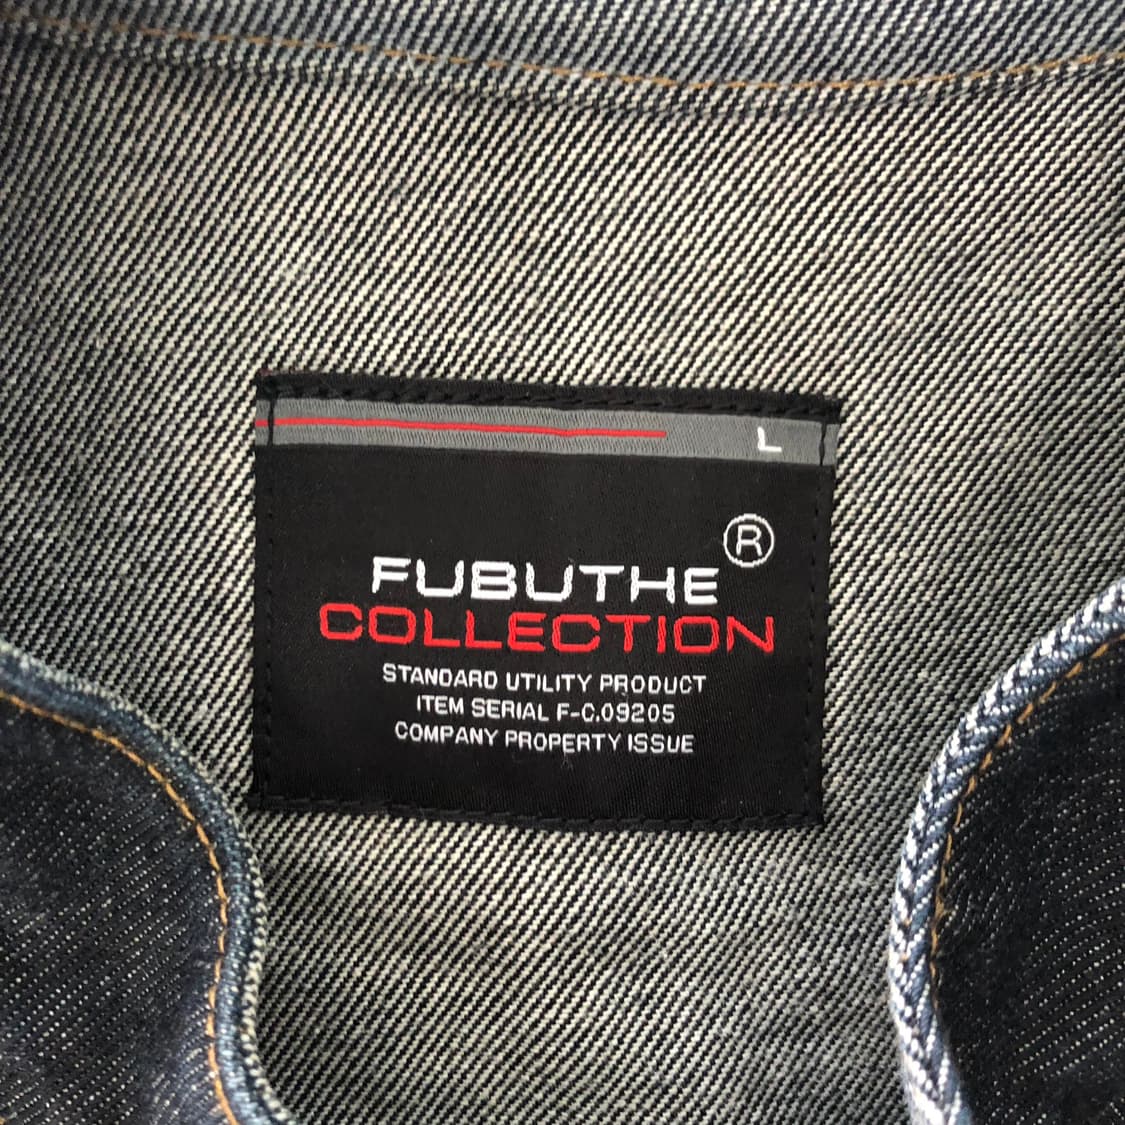 L
®
FUBUTHE
COLLECTION
STANDARD UTILITY PRODUCT
ITEM SERIAL F-C.09205
COMPANY PROPERTY ISSUE